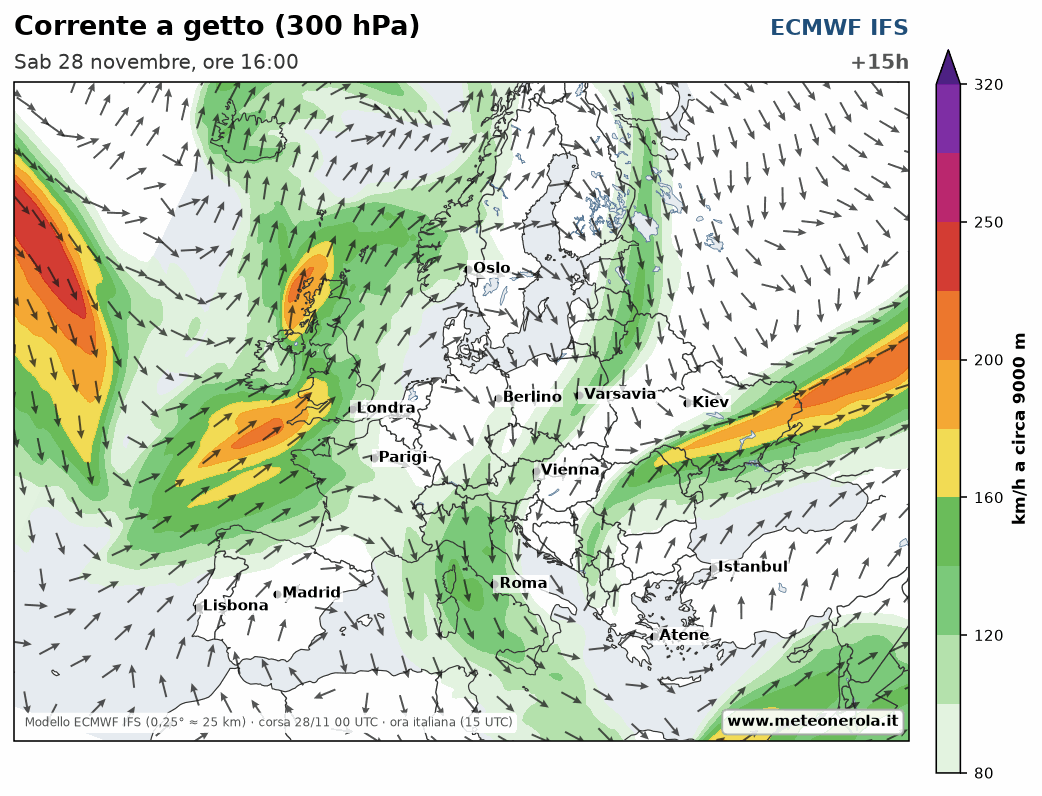 Corrente a getto (300 hPa)
ECMWF IFS
Sab 28 novembre, ore 16:00
+15h
320
250
200
160
120
80
km/h a circa 9000 m
Oslo
Berlino
Varsavia
Kiev
Londra
Parigi
Vienna
Istanbul
Roma
Madrid
Lisbona
Atene
Modello ECMWF IFS (0,25° ≈ 25 km) · corsa 28/11 00 UTC · ora italiana (15 UTC)
www.meteonerola.it